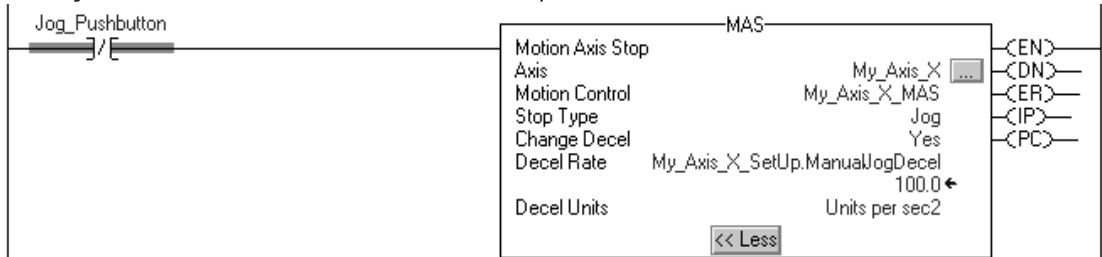 Jog_Pushbutton
MAS
Motion Axis Stop
Axis My_Axis_X ...
Motion Control My_Axis_X_MAS
Stop Type Jog
Change Decel Yes
Decel Rate My_Axis_X_SetUp.ManualJogDecel
100.0
Decel Units Units per sec2
<< Less
EN
DN
ER
IP
PC